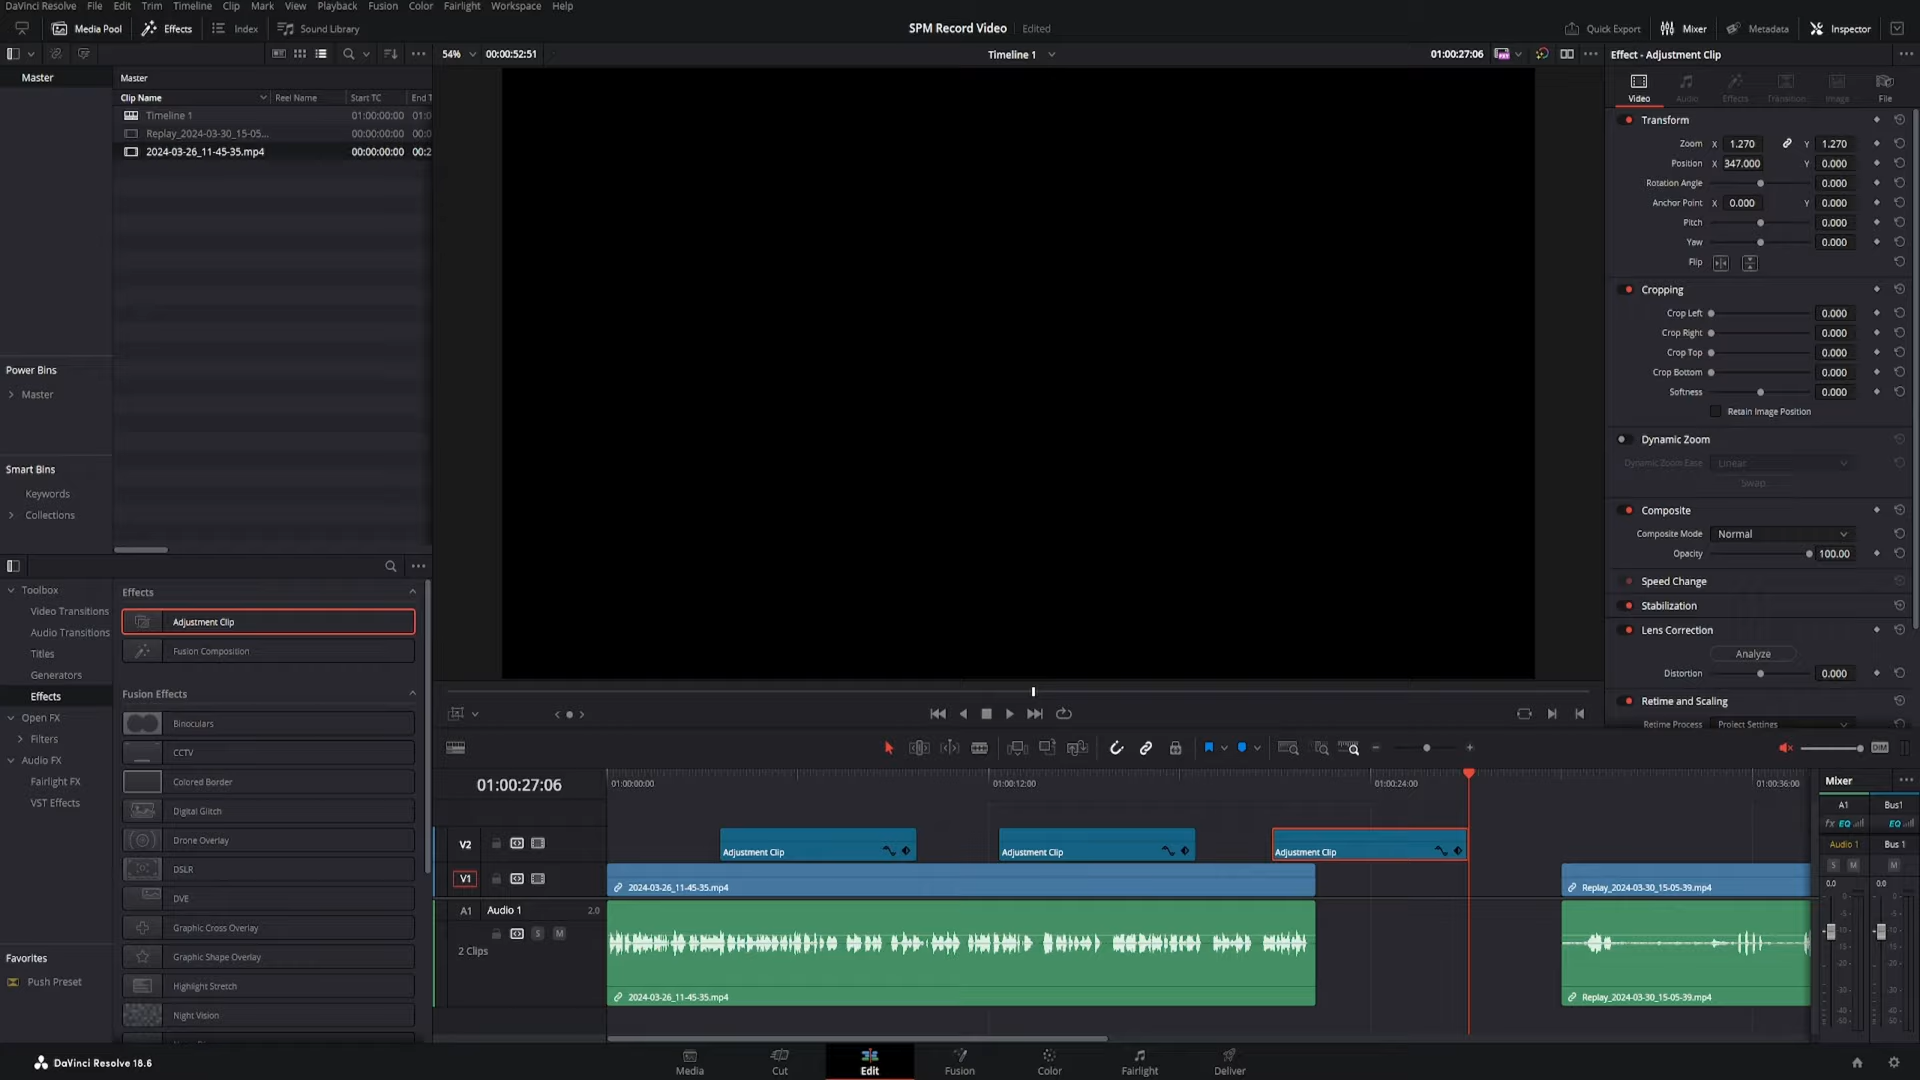 DaVinci Resolve File Edit Trim Timeline Clip Mark View Playback Fusion Color Fairlight Workspace Help
Media Pool Effects Index Sound Library SPM Record Video Edited Quick Export Mixer Metadata Inspector
54% 00:00:52:51 Timeline 1 01:00:27:06 Effect - Adjustment Clip
Master Master
Clip Name Reel Name Start TC End T
Timeline 1 01:00:00:00 01:0
Replay_2024-03-30_15-05... 00:00:00:00 00:0
2024-03-26_11-45-35.mp4 00:00:00:00 00:2
Power Bins
Master
Smart Bins
Keywords
Collections
Video Audio Effects Transition Image File
Transform
Zoom X 1.270 Y 1.270
Position X 347.000 Y 0.000
Rotation Angle 0.000
Anchor Point X 0.000 Y 0.000
Pitch 0.000
Yaw 0.000
Flip
Cropping
Crop Left 0.000
Crop Right 0.000
Crop Top 0.000
Crop Bottom 0.000
Softness 0.000
Retain Image Position
Dynamic Zoom
Dynamic Zoom Ease Linear
Swap
Composite
Composite Mode Normal
Opacity 100.00
Speed Change
Stabilization
Lens Correction
Analyze
Distortion 0.000
Retime and Scaling
Retime Process Project Settings
Toolbox
Video Transitions
Audio Transitions
Titles
Generators
Effects
Open FX
Filters
Audio FX
Fairlight FX
VST Effects
Favorites
Push Preset
Effects
Adjustment Clip
Fusion Composition
Fusion Effects
Binoculars
CCTV
Colored Border
Digital Glitch
Drone Overlay
DSLR
DVE
Graphic Cross Overlay
Graphic Shape Overlay
Highlight Stretch
Night Vision
DIM
01:00:27:06 01:00:00:00 01:00:12:00 01:00:24:00 01:00:36:00
V2 Adjustment Clip Adjustment Clip Adjustment Clip
V1 2024-03-26_11-45-35.mp4 Replay_2024-03-30_15-05-39.mp4
A1 Audio 1 2.0
S M
2 Clips
2024-03-26_11-45-35.mp4 Replay_2024-03-30_15-05-39.mp4
Mixer
A1 Bus1
fx EQ EQ
Audio 1 Bus 1
S M M
0.0 0.0
DaVinci Resolve 18.6 Media Cut Edit Fusion Color Fairlight Deliver